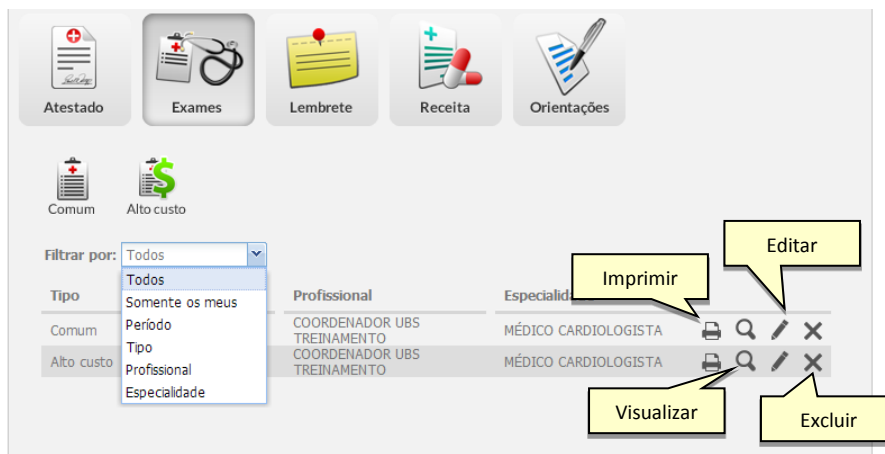 Atestado
Exames
Lembrete
Receita
Orientações
Comum
Alto custo
Filtrar por: Todos
Todos
Somente os meus
Período
Tipo
Profissional
Especialidade
Editar
Imprimir
Visualizar
Excluir
Tipo Profissional
Comum COORDENADOR UBS TREINAMENTO MÉDICO CARDIOLOGISTA
Alto custo COORDENADOR UBS TREINAMENTO MÉDICO CARDIOLOGISTA